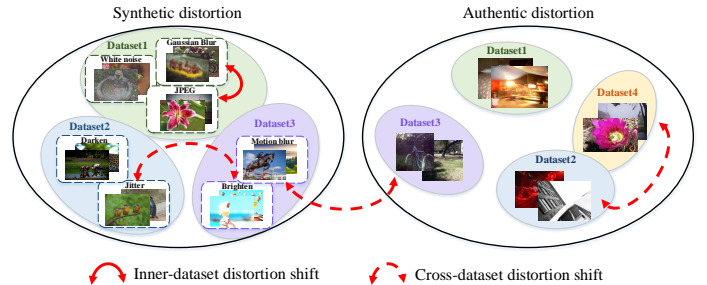 Synthetic distortion
Authentic distortion
Dataset1
Gaussian Blur
White noise
JPEG
Dataset2
Darken
Jitter
Dataset3
Motion blur
Brighten
Dataset1
Dataset4
Dataset3
Dataset2
Inner-dataset distortion shift
Cross-dataset distortion shift